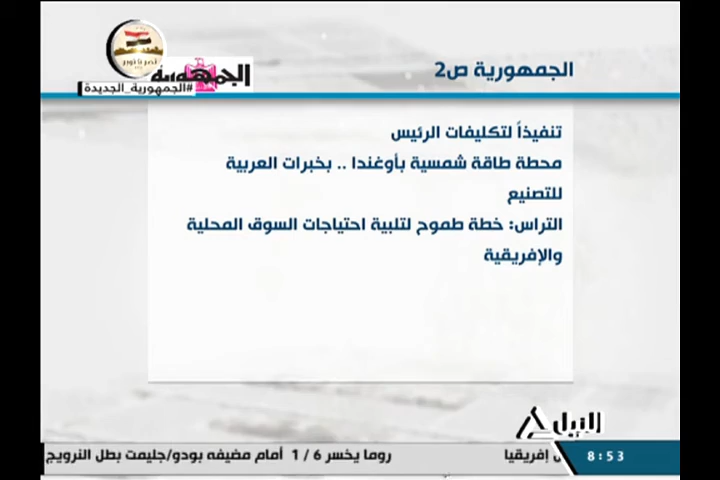 الجمهورية
#الجمهورية_الجديدة
الجمهورية ص2
تنفيذاً لتكليفات الرئيس
محطة طاقة شمسية بأوغندا .. بخبرات العربية
للتصنيع
التراس: خطة طموح لتلبية احتياجات السوق المحلية
والإفريقية
النيل
إفريقيا
روما يخسر 6 / 1 أمام مضيفه بودو/جليمت بطل النرويج
8:53